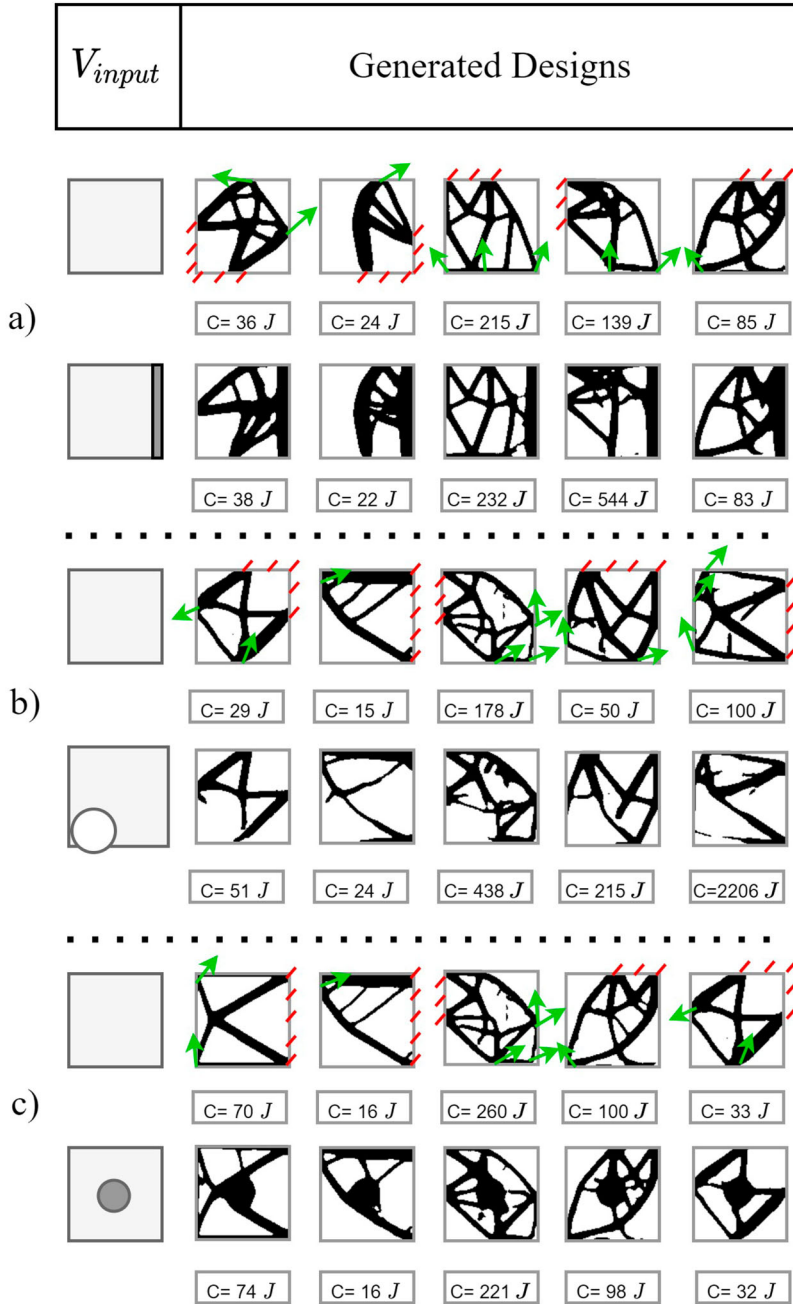 V_input Generated Designs
a)
C= 36 J C= 24 J C= 215 J C= 139 J C= 85 J
C= 38 J C= 22 J C= 232 J C= 544 J C= 83 J
b)
C= 29 J C= 15 J C= 178 J C= 50 J C= 100 J
C= 51 J C= 24 J C= 438 J C= 215 J C=2206 J
c)
C= 70 J C= 16 J C= 260 J C= 100 J C= 33 J
C= 74 J C= 16 J C= 221 J C= 98 J C= 32 J